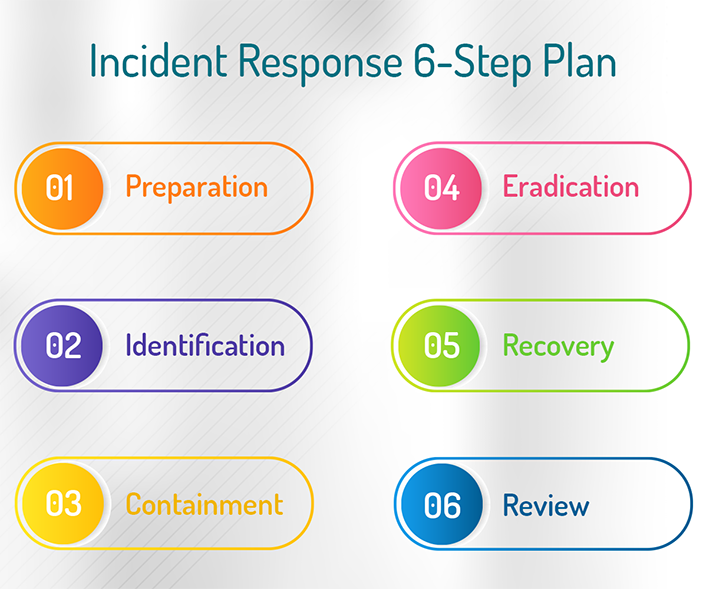 Incident Response 6-Step Plan
01 Preparation
02 Identification
03 Containment
04 Eradication
05 Recovery
06 Review